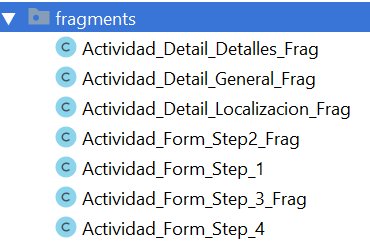 fragments
C Actividad_Detail_Detalles_Frag
C Actividad_Detail_General_Frag
C Actividad_Detail_Localizacion_Frag
C Actividad_Form_Step2_Frag
C Actividad_Form_Step_1
C Actividad_Form_Step_3_Frag
C Actividad_Form_Step_4